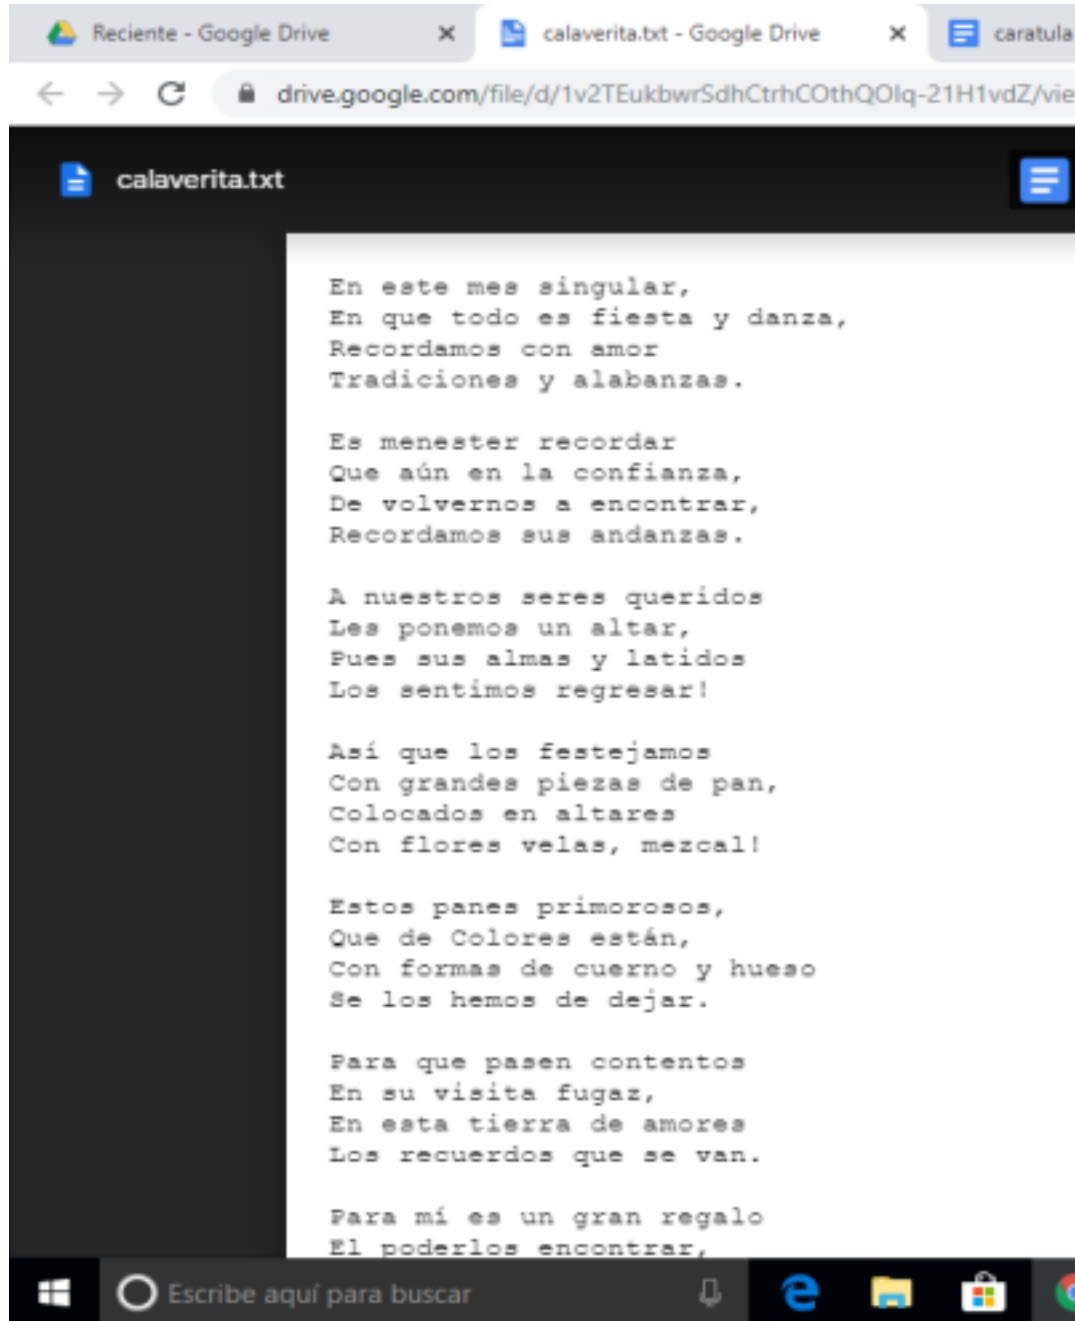 Reciente - Google Drive
calaverita.txt - Google Drive
caratula
drive.google.com/file/d/1v2TEukbwrSdhCtrhCOthQOlq-21H1vdZ/vie
calaverita.txt
En este mes singular,
En que todo es fiesta y danza,
Recordamos con amor
Tradiciones y alabanzas.
Es menester recordar
Que aún en la confianza,
De volvernos a encontrar,
Recordamos sus andanzas.
A nuestros seres queridos
Les ponemos un altar,
Pues sus almas y latidos
Los sentimos regresar!
Así que los festejamos
Con grandes piezas de pan,
Colocados en altares
Con flores velas, mezcal!
Estos panes primorosos,
Que de Colores están,
Con formas de cuerno y hueso
Se los hemos de dejar.
Para que pasen contentos
En su visita fugaz,
En esta tierra de amores
Los recuerdos que se van.
Para mí es un gran regalo
El poderlos encontrar,
Escribe aquí para buscar